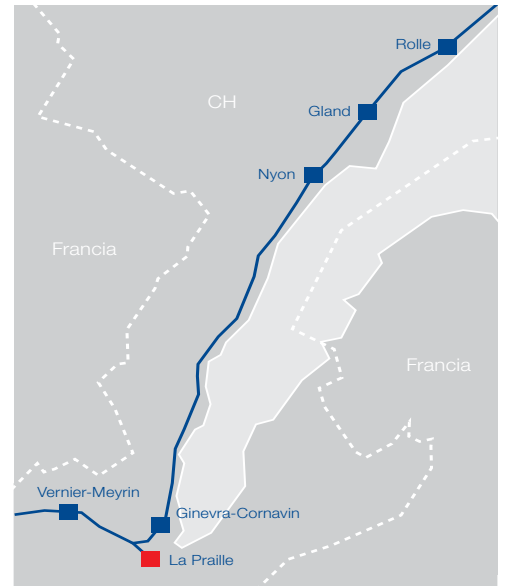 Rolle
CH
Gland
Nyon
Francia
Francia
Vernier-Meyrin
Ginevra-Cornavin
La Praille